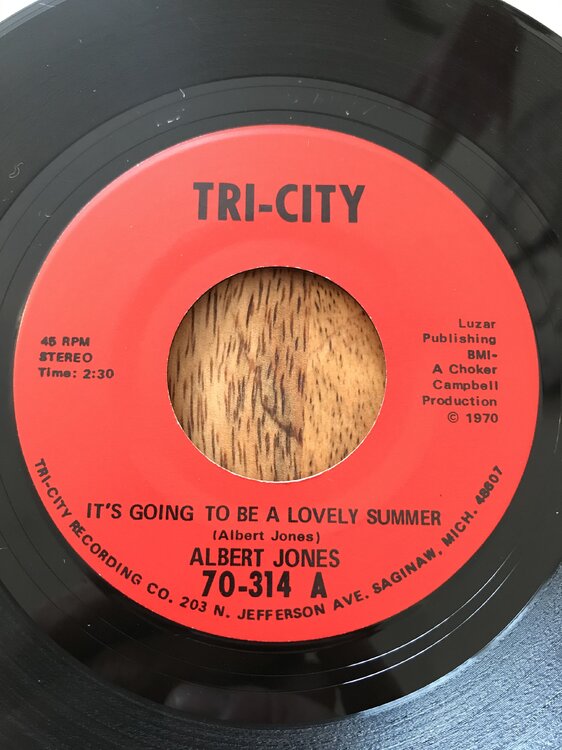 TRI-CITY
45 RPM
STEREO
Time: 2:30
Luzar
Publishing
BMI-
A Choker
Campbell
Production
© 1970
IT'S GOING TO BE A LOVELY SUMMER
(Albert Jones)
ALBERT JONES
70-314 A
TRI-CITY RECORDING CO. 203 N. JEFFERSON AVE. SAGINAW, MICH. 48607